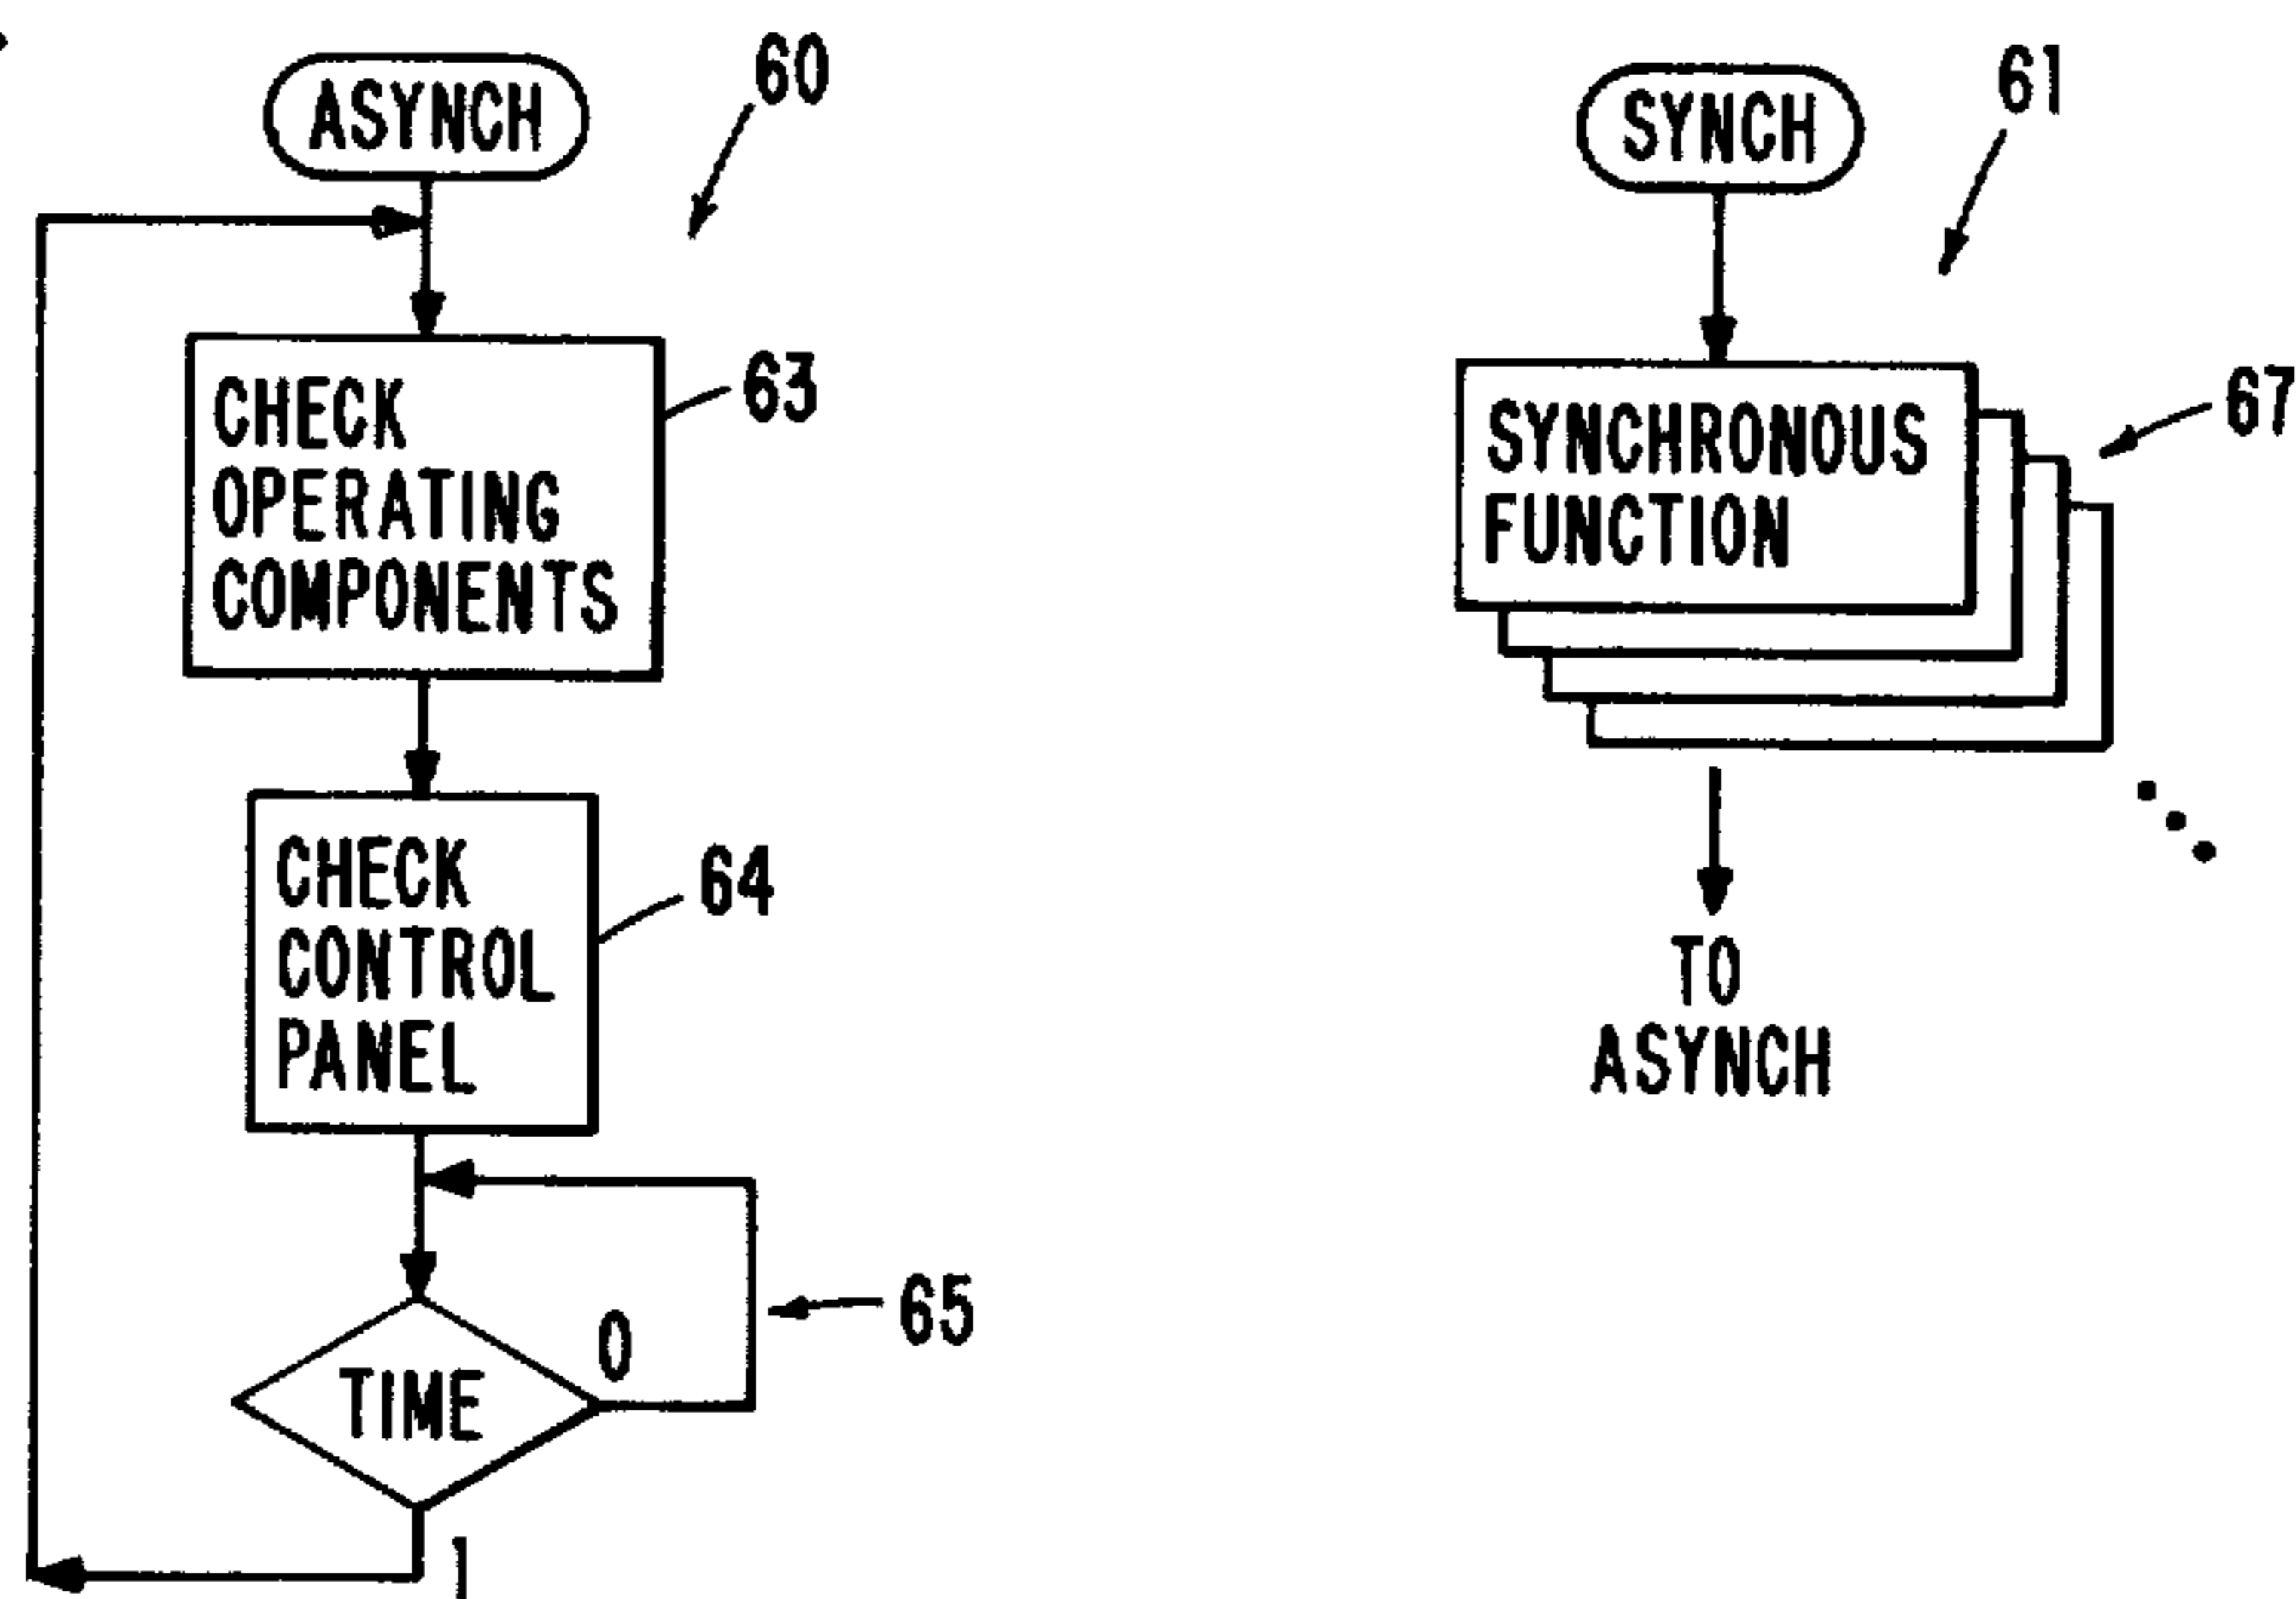 ASYNCH
60
CHECK
OPERATING
COMPONENTS
63
CHECK
CONTROL
PANEL
64
TIME
0
65
1
SYNCH
61
SYNCHRONOUS
FUNCTION
67
TO
ASYNCH